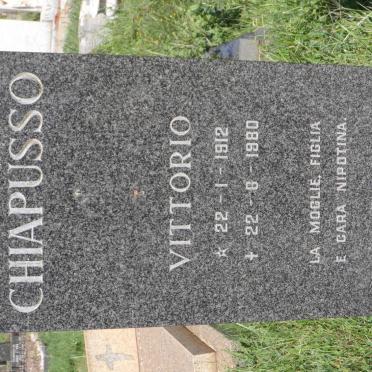 CHIAPUSSO
VITTORIO
☆ 22 - 1 - 1912
✝ 22 - 6 - 1980
LA MOGLIE, FIGLIA
E CARA NIPOTINA.